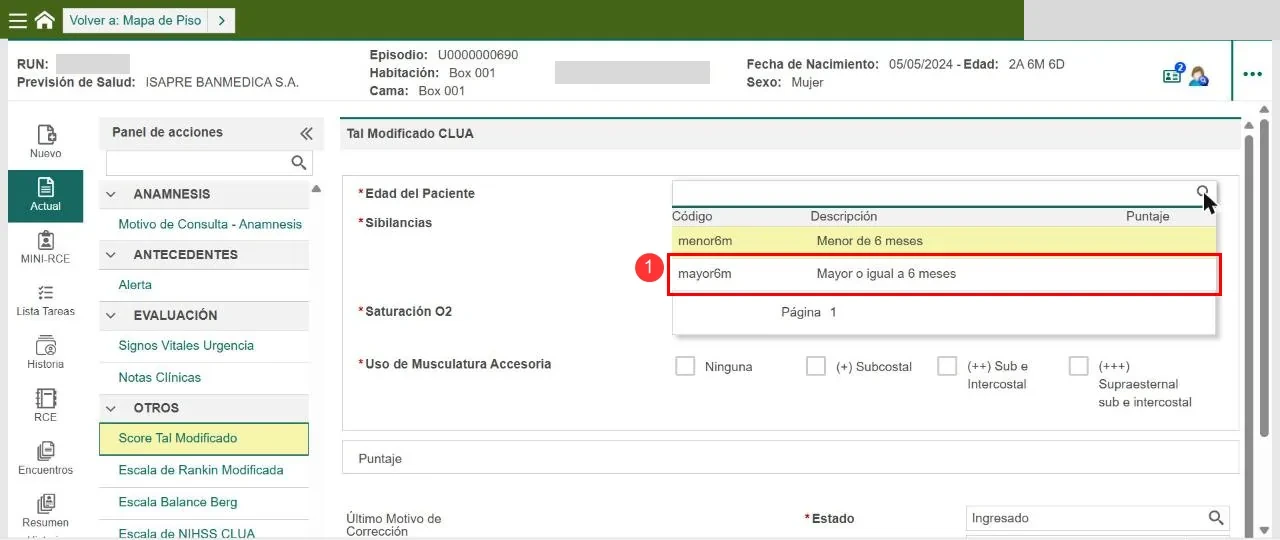 Volver a: Mapa de Piso
RUN:
Previsión de Salud: ISAPRE BANMEDICA S.A.
Episodio: U0000000690
Habitación: Box 001
Cama: Box 001
Fecha de Nacimiento: 05/05/2024 - Edad: 2A 6M 6D
Sexo: Mujer
2
Nuevo
Actual
MINI-RCE
Lista Tareas
Historia
RCE
Encuentros
Resumen
Panel de acciones
ANAMNESIS
Motivo de Consulta - Anamnesis
ANTECEDENTES
Alerta
EVALUACIÓN
Signos Vitales Urgencia
Notas Clínicas
OTROS
Score Tal Modificado
Escala de Rankin Modificada
Escala Balance Berg
Escala de NIHSS CLUA
Tal Modificado CLUA
*Edad del Paciente
*Sibilancias
Código Descripción Puntaje
menor6m Menor de 6 meses
1
mayor6m Mayor o igual a 6 meses
Página 1
*Saturación O2
*Uso de Musculatura Accesoria
Ninguna
(+) Subcostal
(++) Sub e
Intercostal
(+++)
Supraesternal
sub e intercostal
Puntaje
Último Motivo de
Corrección
*Estado
Ingresado